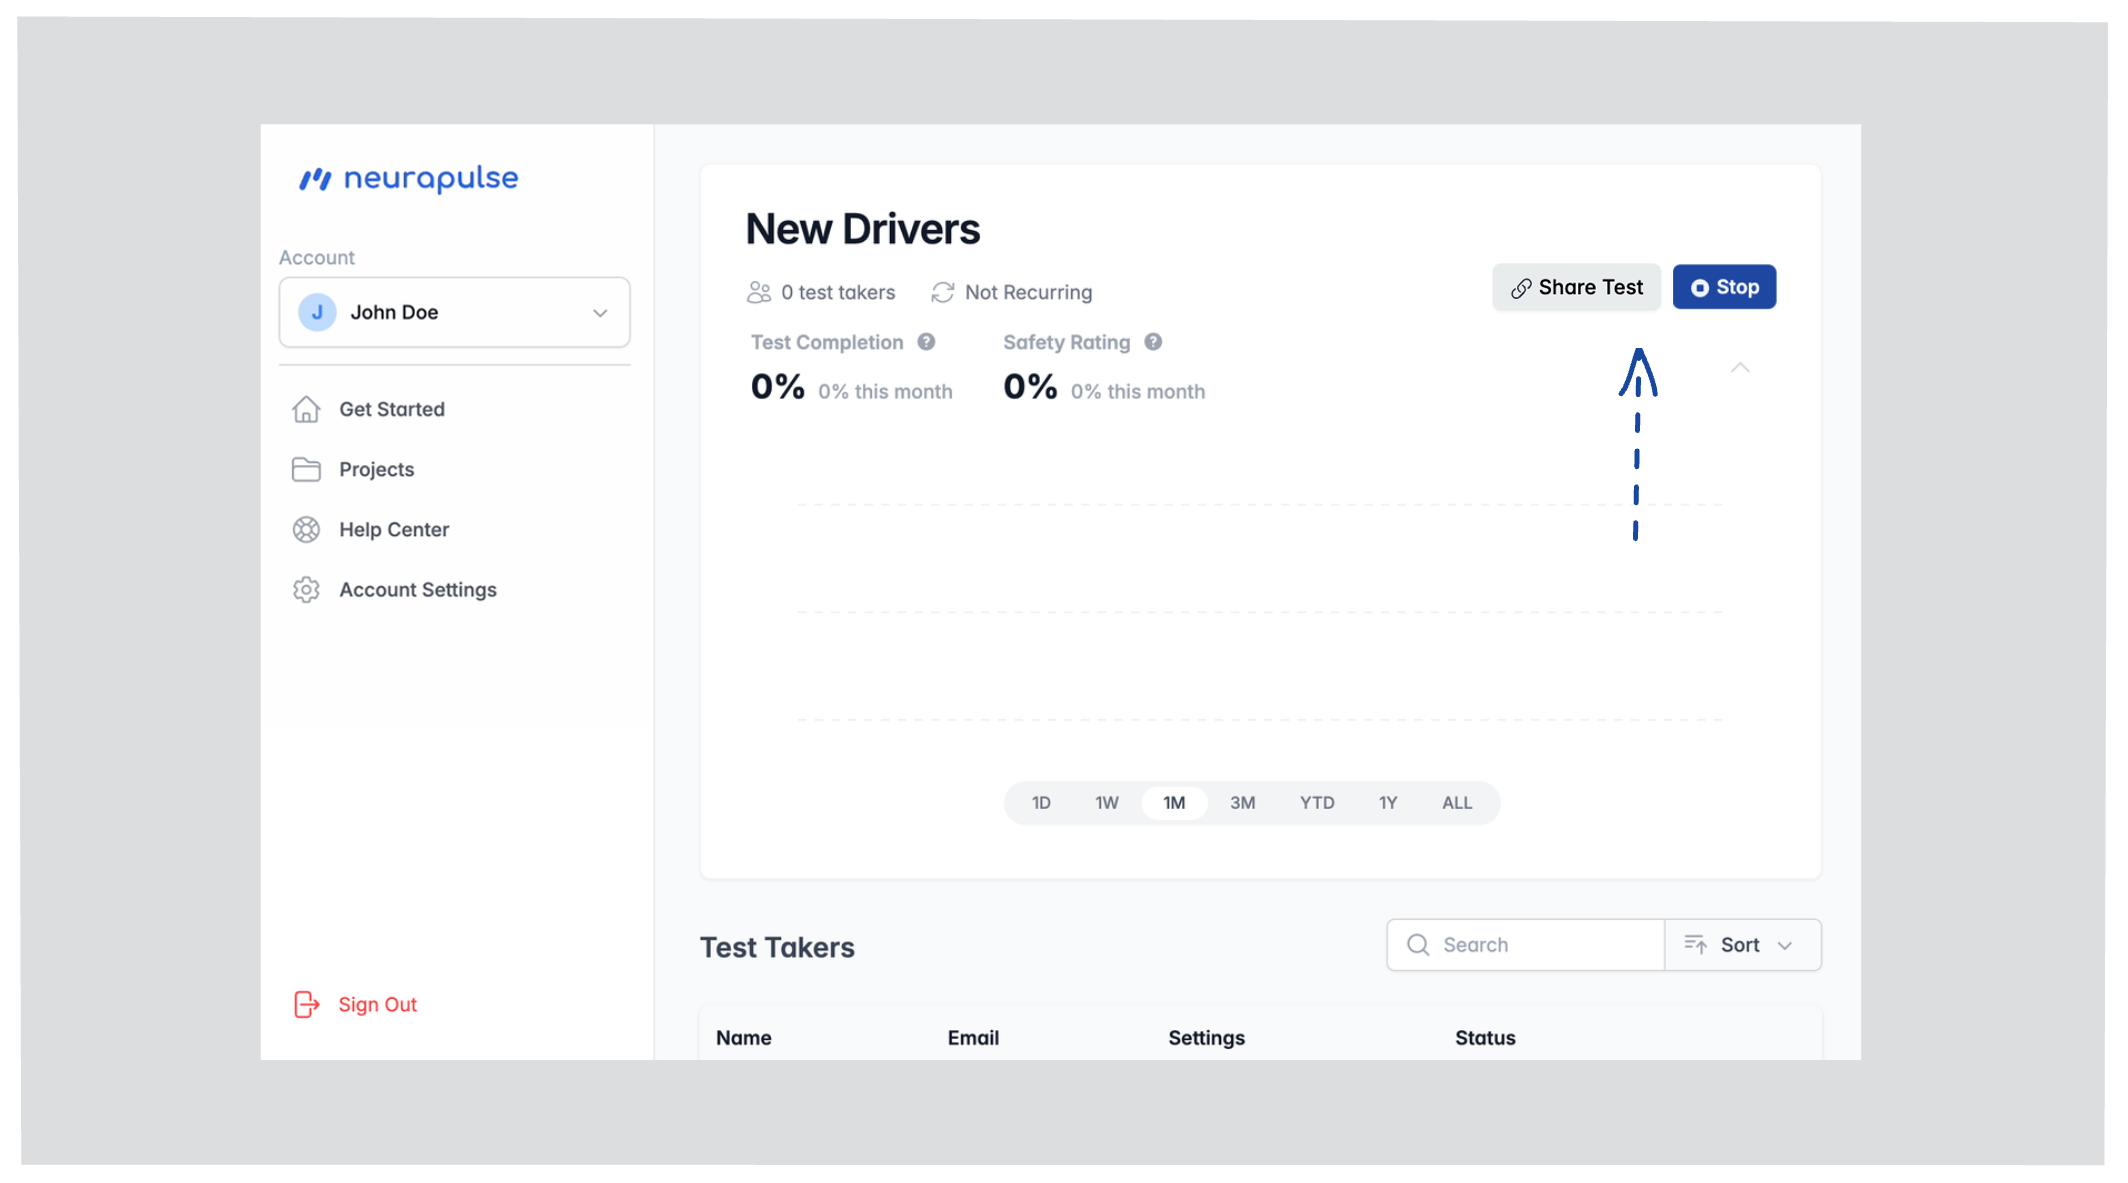 neurapulse
Account
J John Doe
Get Started
Projects
Help Center
Account Settings
Sign Out
New Drivers
0 test takers Not Recurring
Share Test Stop
Test Completion ? Safety Rating ?
0% 0% this month 0% 0% this month
1D 1W 1M 3M YTD 1Y ALL
Test Takers
Search Sort
Name Email Settings Status